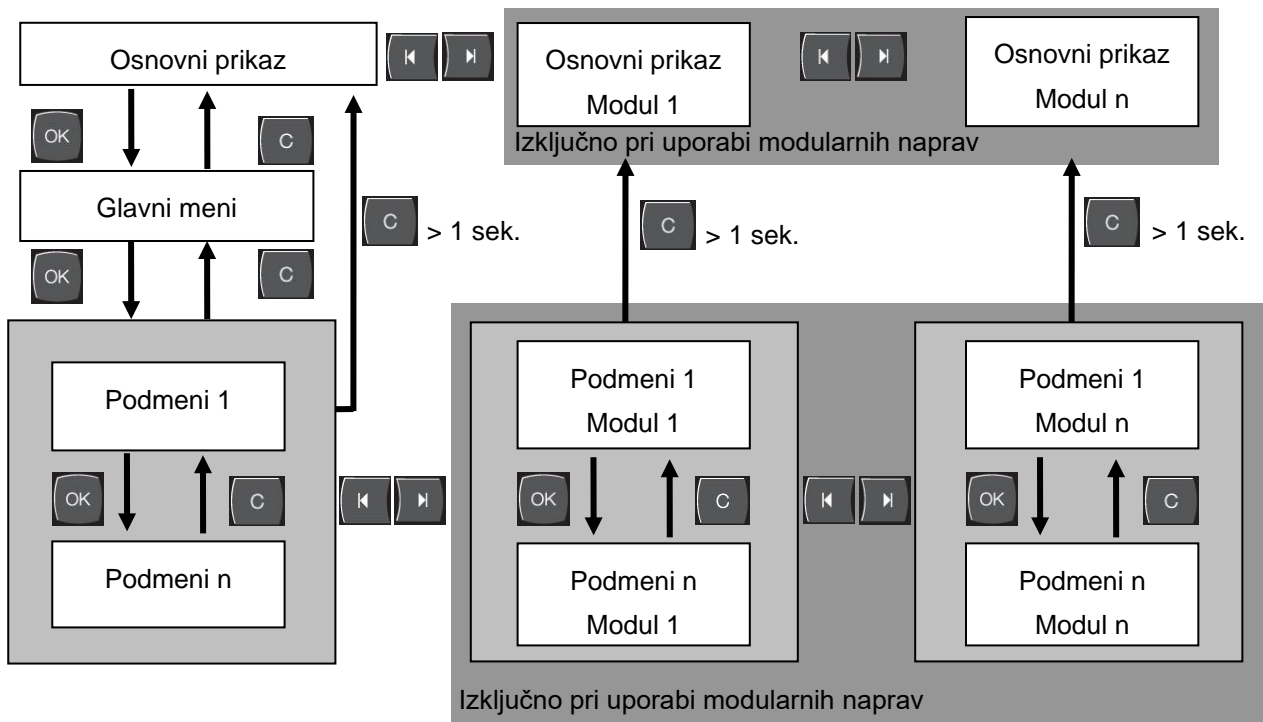 Osnovni prikaz
Osnovni prikaz
Modul 1
Osnovni prikaz
Modul n
Izključno pri uporabi modularnih naprav
OK
C
Glavni meni
C
> 1 sek.
C
> 1 sek.
C
> 1 sek.
OK
C
Podmeni 1
Podmeni 1
Modul 1
Podmeni 1
Modul n
OK
C
OK
C
OK
C
Podmeni n
Podmeni n
Modul 1
Podmeni n
Modul n
Izključno pri uporabi modularnih naprav